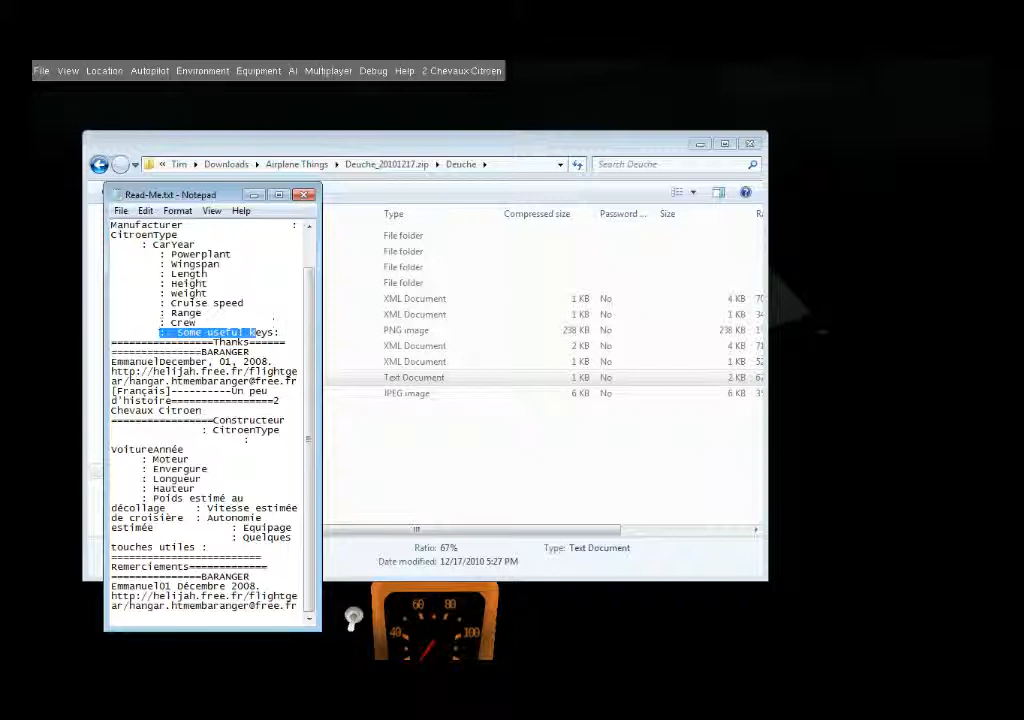 File View Location Autopilot Environment Equipment AI Multiplayer Debug Help 2 Chevaux Citroen
« Tim Downloads Airplane Things Deuche_20101217.zip Deuche
Search Deuche
Read-Me.txt - Notepad
File Edit Format View Help
Manufacturer :
CitroenType
: CarYear
: Powerplant
: Wingspan
: Length
: Height
: weight
: Cruise speed
: Range
: Crew
:: Some useful keys:
=================Thanks======
===============BARANGER
EmmanuelDecember, 01, 2008.
http://helijah.free.fr/flightge
ar/hangar.htmembaranger@free.fr
[Français]----------Un peu
d'histoire=================2
Chevaux Citroen
=================Constructeur
: CitroenType
:
VoitureAnnée
: Moteur
: Envergure
: Longueur
: Hauteur
: Poids estimé au
décollage : Vitesse estimée
de croisière : Autonomie
estimée : Equipage
: Quelques
touches utiles :
=========================
Remerciements=============
===============BARANGER
Emmanuel01 Décembre 2008.
http://helijah.free.fr/flightge
ar/hangar.htmembaranger@free.fr
Type Compressed size Password ... Size
File folder
File folder
File folder
File folder
XML Document 1 KB No 4 KB
XML Document 1 KB No 1 KB
PNG image 238 KB No 238 KB
XML Document 2 KB No 4 KB
XML Document 1 KB No 1 KB
Text Document 1 KB No 2 KB
JPEG image 6 KB No 6 KB
Ratio: 67% Type: Text Document
Date modified: 12/17/2010 5:27 PM
60 80
40 100